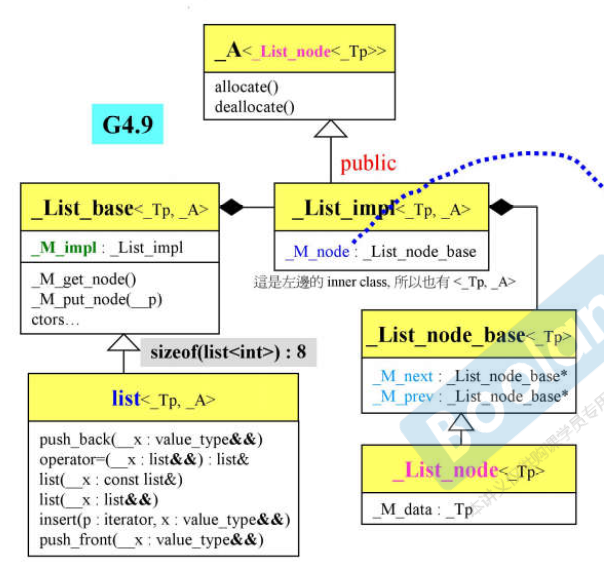 _A<_List_node<_Tp>>
allocate()
deallocate()
G4.9
public
_List_base<_Tp, _A>
_M_impl : _List_impl
_M_get_node()
_M_put_node(__p)
ctors…
_List_impl<_Tp, _A>
_M_node : _List_node_base
這是左邊的 inner class, 所以也有 <_Tp, _A>
sizeof(list<int>) : 8
_List_node_base<_Tp>
_M_next : _List_node_base*
_M_prev : _List_node_base*
list<_Tp, _A>
push_back(__x : value_type&&)
operator=(__x : list&&) : list&
list(__x : const list&)
list(__x : list&&)
insert(p : iterator, x : value_type&&)
push_front(__x : value_type&&)
_List_node<_Tp>
_M_data : _Tp
Boolan